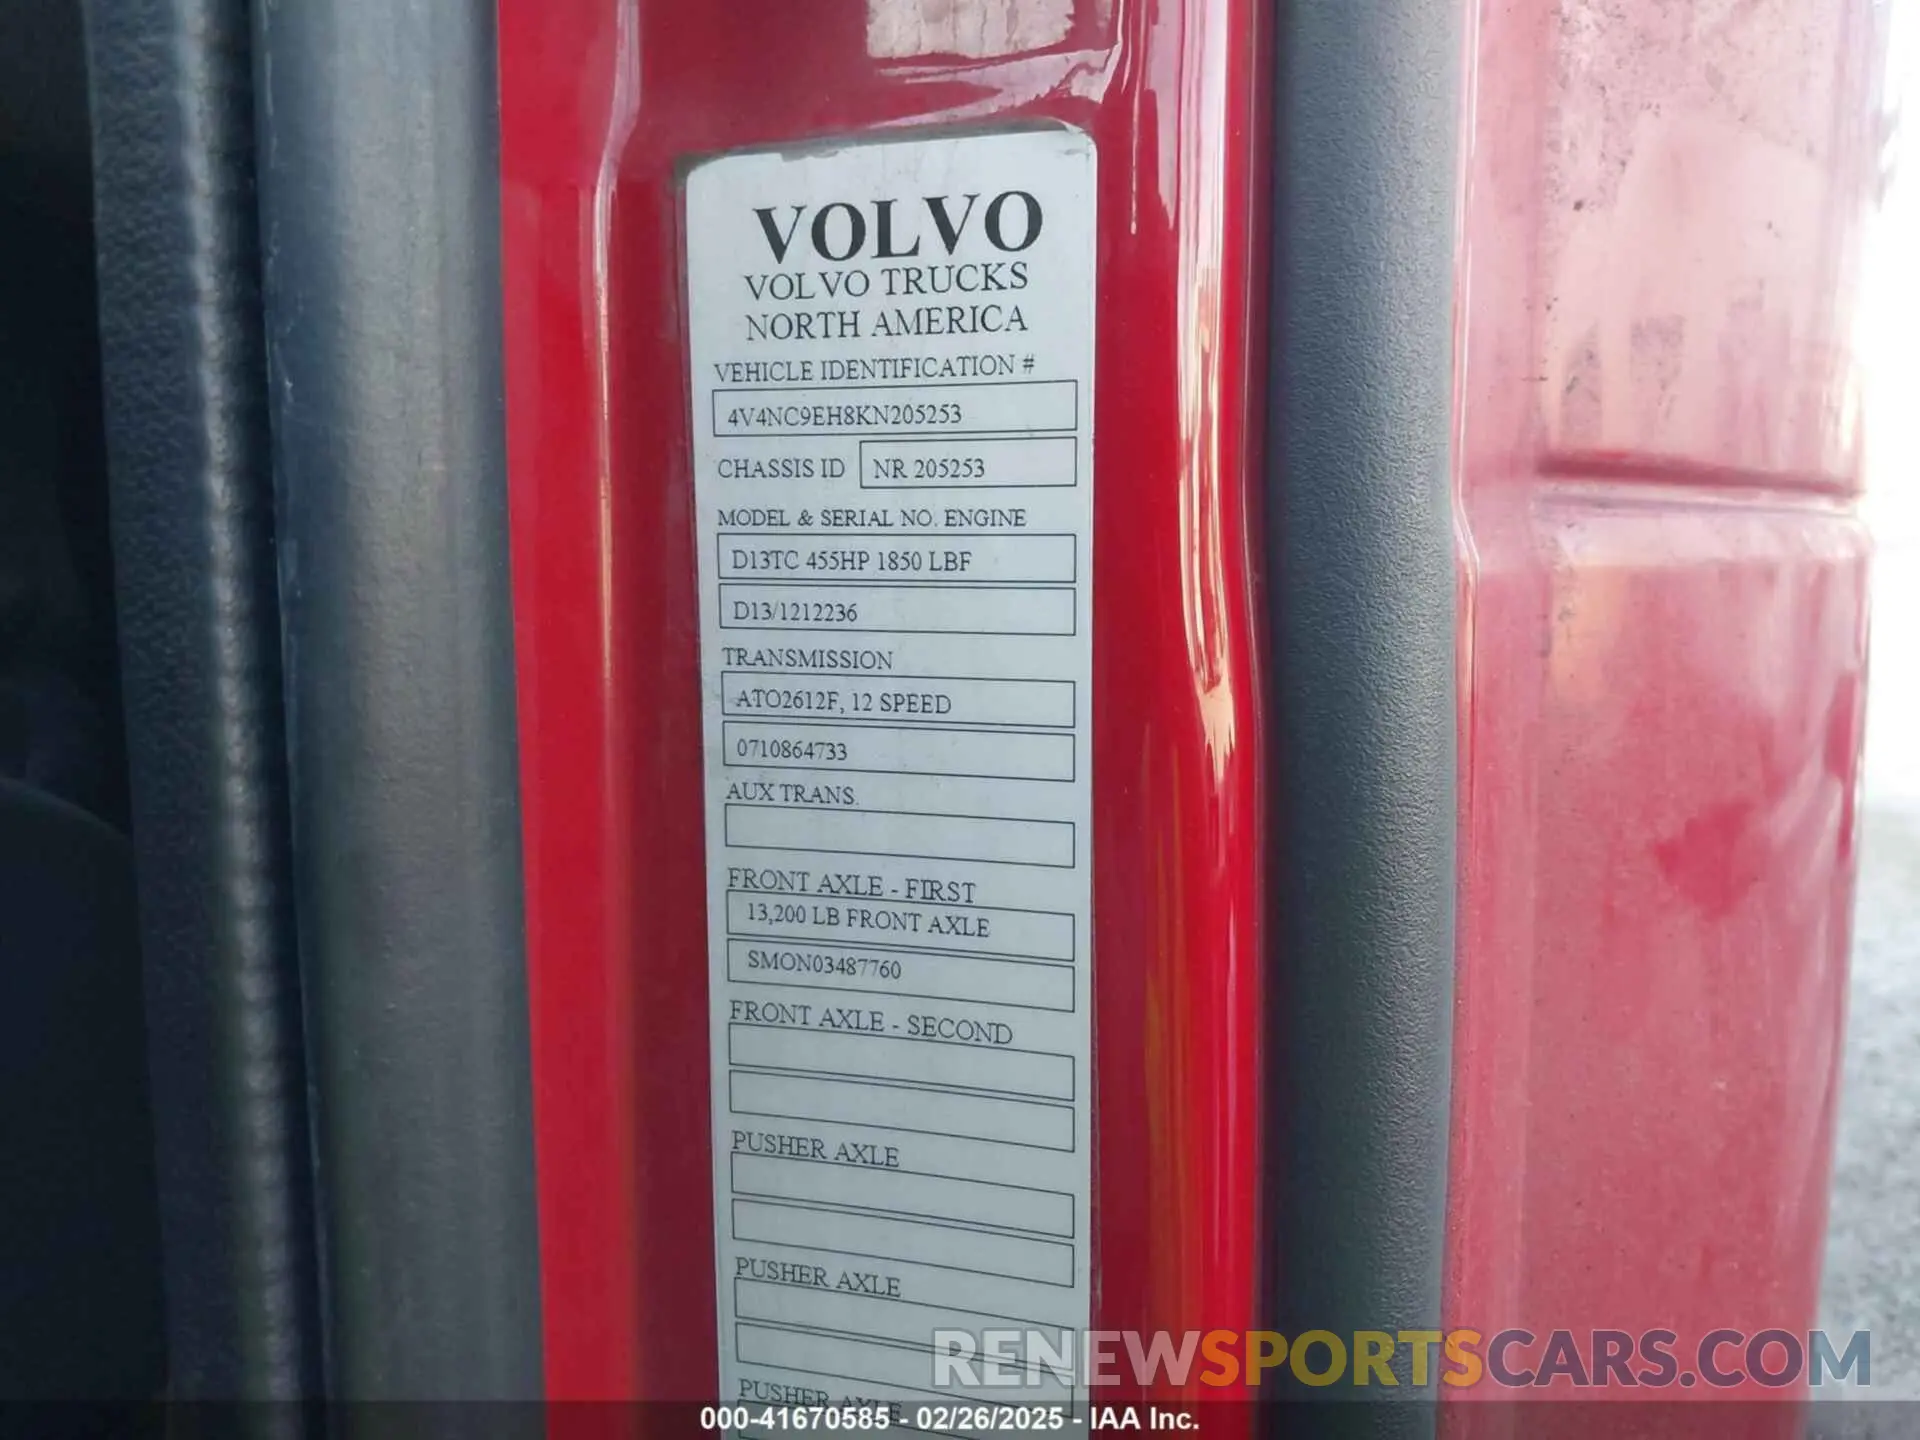 VOLVO
VOLVO TRUCKS
NORTH AMERICA
VEHICLE IDENTIFICATION #
4V4NC9EH8KN205253
CHASSIS ID NR 205253
MODEL & SERIAL NO. ENGINE
D13TC 455HP 1850 LBF
D13/1212236
TRANSMISSION
ATO2612F, 12 SPEED
0710864733
AUX TRANS.
FRONT AXLE - FIRST
13,200 LB FRONT AXLE
SMON03487760
FRONT AXLE - SECOND
PUSHER AXLE
PUSHER AXLE
PUSHER AXLE
RENEWSPORTSCARS.COM
000-41670585 - 02/26/2025 - IAA Inc.